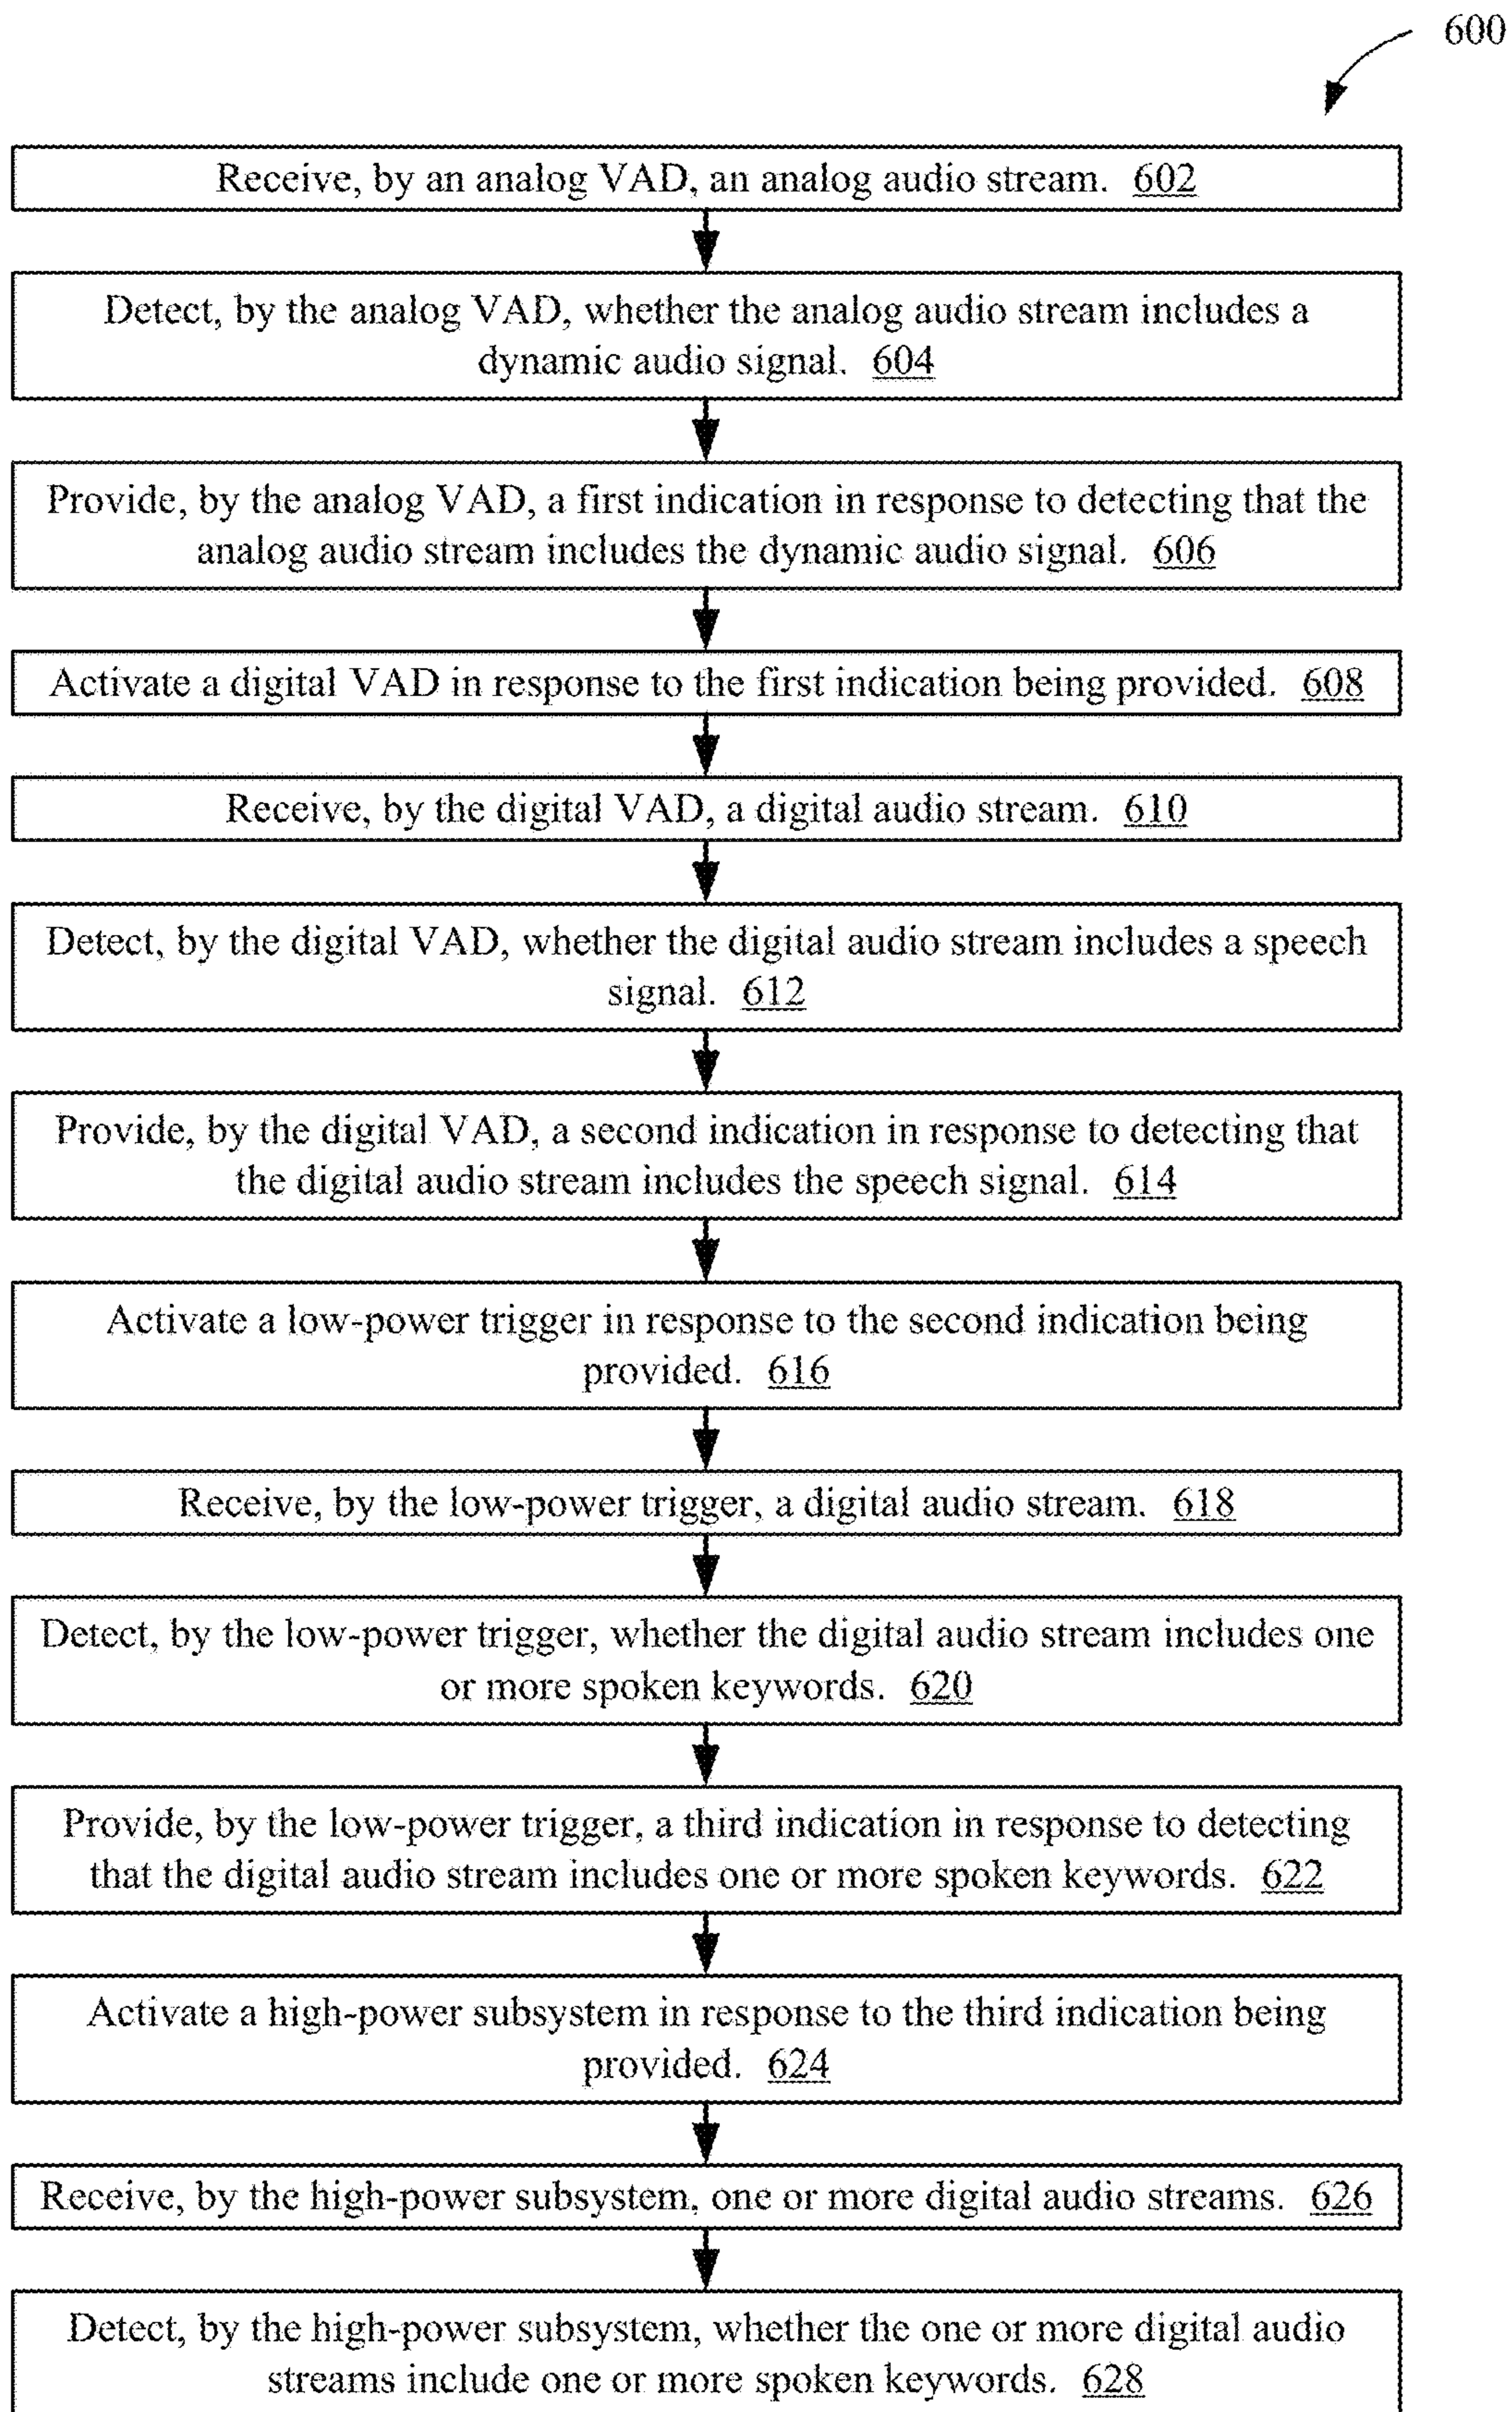 600
Receive, by an analog VAD, an analog audio stream. 602
Detect, by the analog VAD, whether the analog audio stream includes a
dynamic audio signal. 604
Provide, by the analog VAD, a first indication in response to detecting that the
analog audio stream includes the dynamic audio signal. 606
Activate a digital VAD in response to the first indication being provided. 608
Receive, by the digital VAD, a digital audio stream. 610
Detect, by the digital VAD, whether the digital audio stream includes a speech
signal. 612
Provide, by the digital VAD, a second indication in response to detecting that
the digital audio stream includes the speech signal. 614
Activate a low-power trigger in response to the second indication being
provided. 616
Receive, by the low-power trigger, a digital audio stream. 618
Detect, by the low-power trigger, whether the digital audio stream includes one
or more spoken keywords. 620
Provide, by the low-power trigger, a third indication in response to detecting
that the digital audio stream includes one or more spoken keywords. 622
Activate a high-power subsystem in response to the third indication being
provided. 624
Receive, by the high-power subsystem, one or more digital audio streams. 626
Detect, by the high-power subsystem, whether the one or more digital audio
streams include one or more spoken keywords. 628